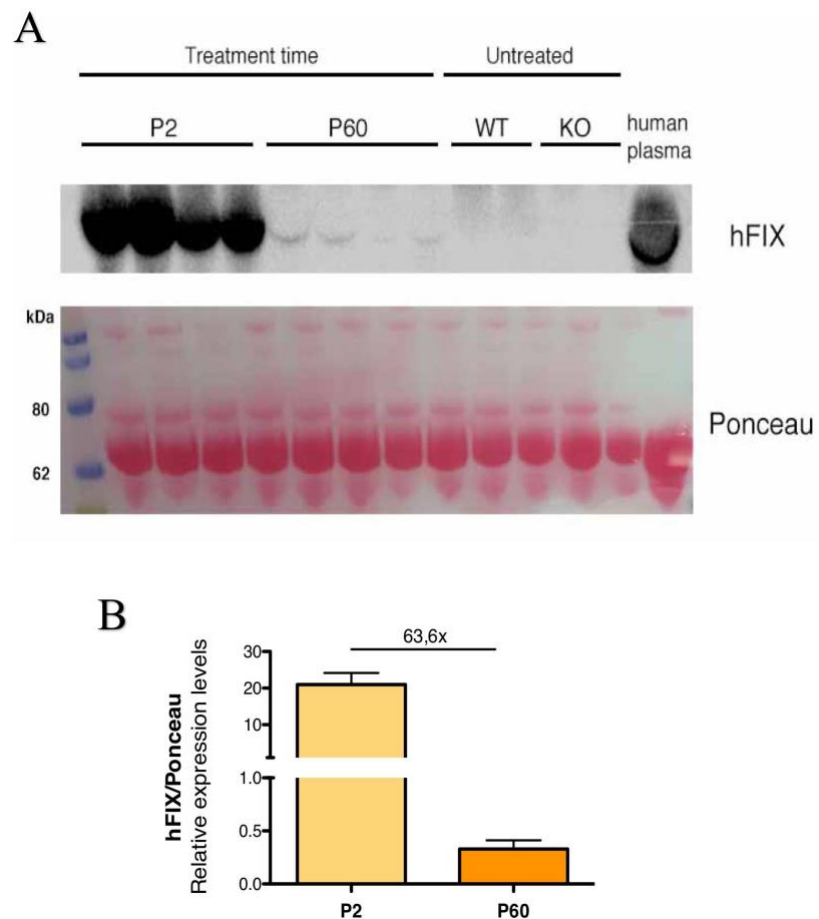 A
Treatment time Untreated
P2 P60 WT KO human
plasma
hFIX
kDa
80
62
Ponceau
B
63,6x
hFIX/Ponceau
Relative expression levels
30
20
10
1.0
0.5
0.0
P2 P60